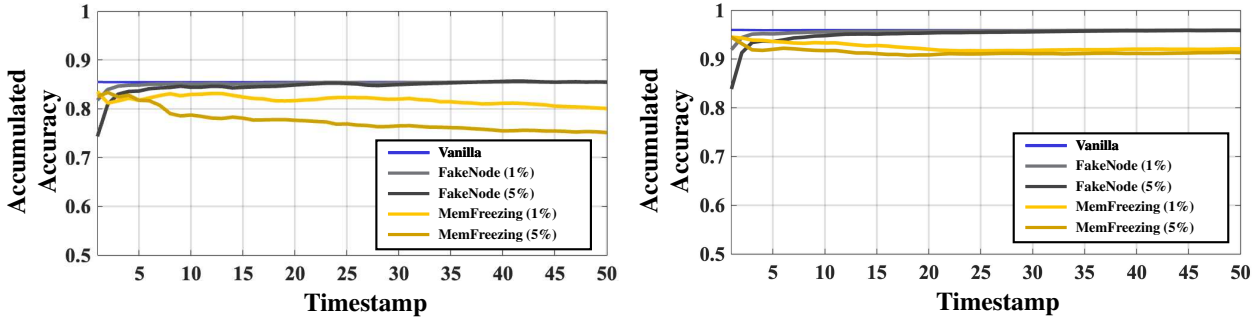 1
0.9
0.8
0.7
0.6
0.5
Accumulated
Accuracy
Vanilla
FakeNode (1%)
FakeNode (5%)
MemFreezing (1%)
MemFreezing (5%)
5 10 15 20 25 30 35 40 45 50
Timestamp
1
0.9
0.8
0.7
0.6
0.5
Accumulated
Accuracy
Vanilla
FakeNode (1%)
FakeNode (5%)
MemFreezing (1%)
MemFreezing (5%)
5 10 15 20 25 30 35 40 45 50
Timestamp